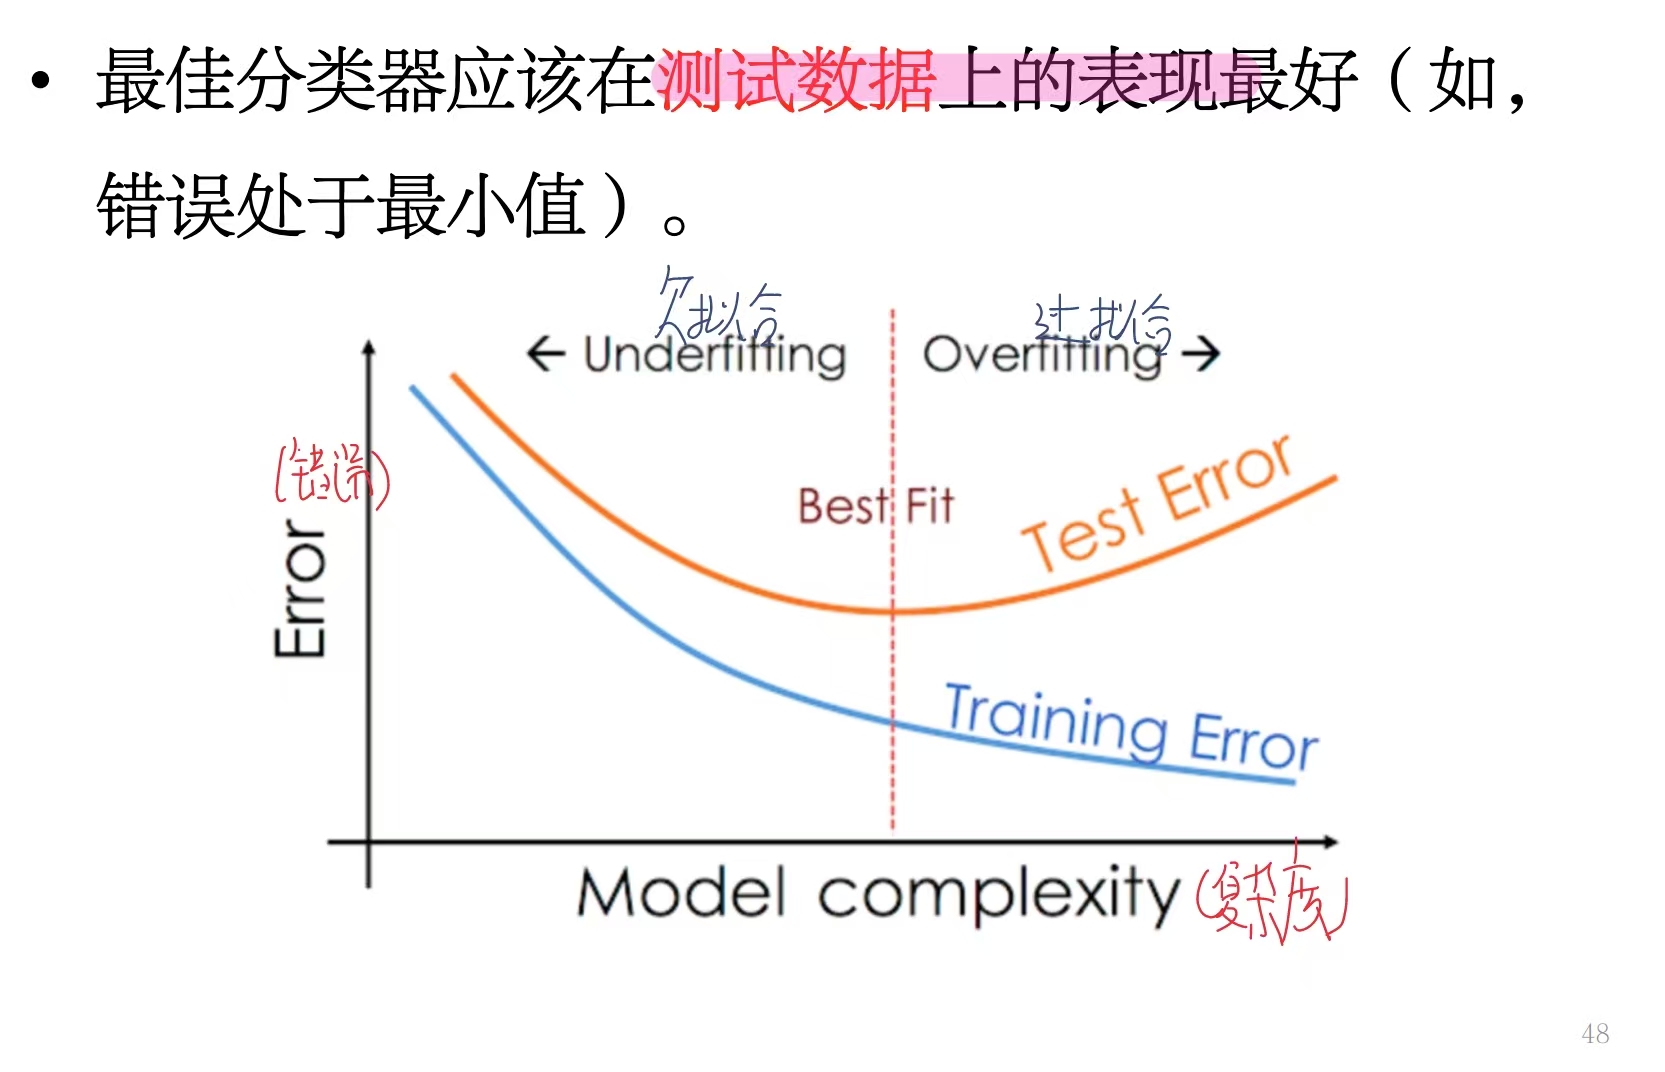 • 最佳分类器应该在测试数据上的表现最好（如，
错误处于最小值）。
欠拟合
过拟合
← Underfitting
Overfitting →
(错误)
Error
Best Fit
Test Error
Training Error
Model complexity (复杂度)
48